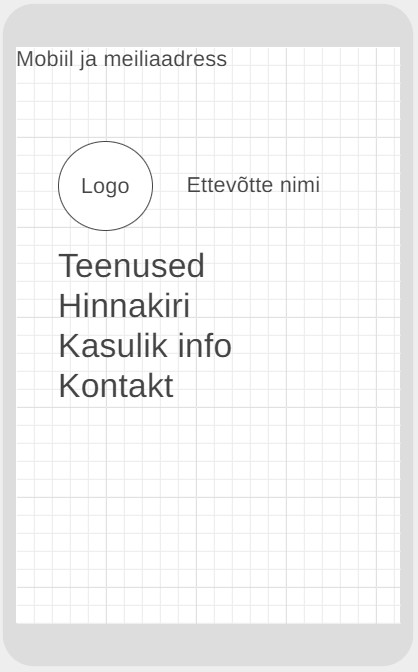 Mobiil ja meiliaadress
Logo
Ettevõtte nimi
Teenused
Hinnakiri
Kasulik info
Kontakt